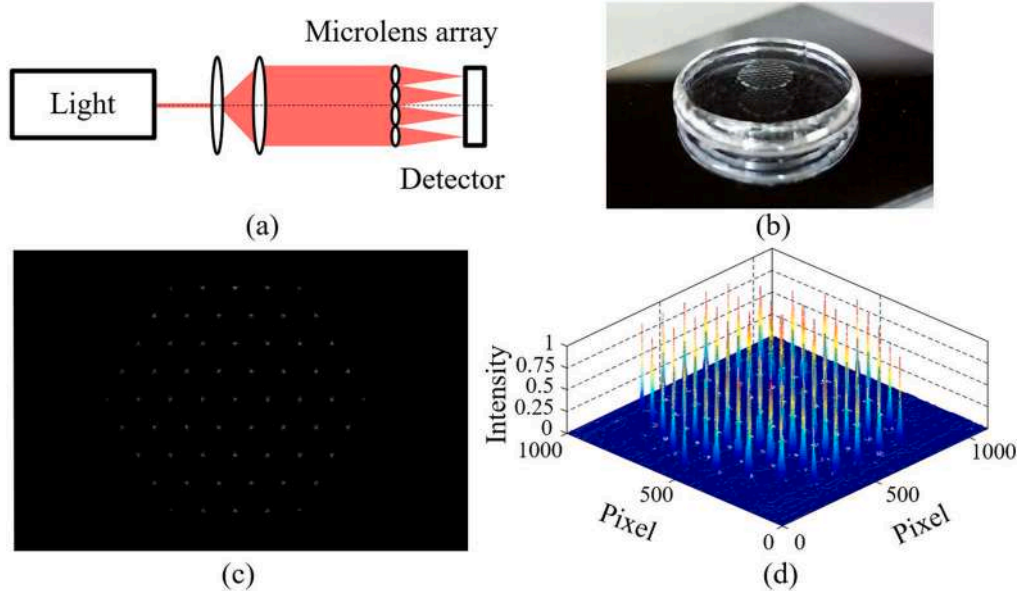 Microlens array
Light
Detector
(a)
(b)
(c)
Intensity
1
0.75
0.5
0.25
0
1000
500
0
0
500
1000
Pixel
Pixel
(d)